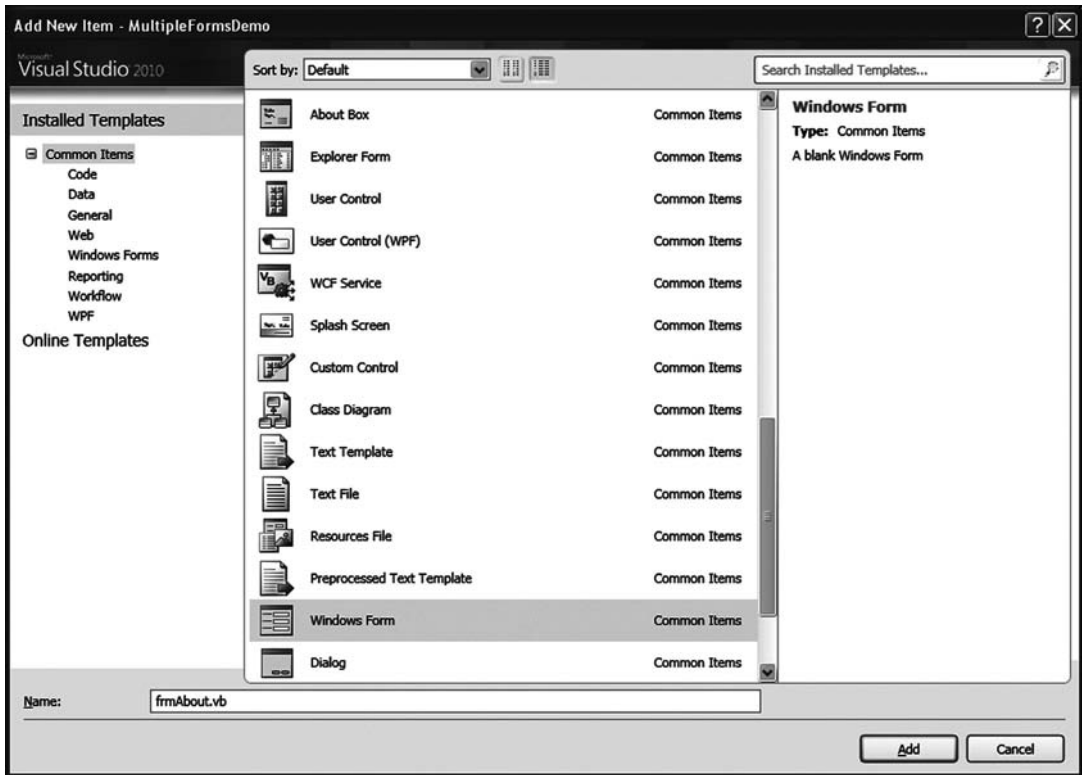 Add New Item - MultipleFormsDemo
Microsoft
Visual Studio 2010
Sort by: Default
Search Installed Templates...
Installed Templates
Common Items
Code
Data
General
Web
Windows Forms
Reporting
Workflow
WPF
Online Templates
About Box Common Items
Explorer Form Common Items
User Control Common Items
User Control (WPF) Common Items
WCF Service Common Items
Splash Screen Common Items
Custom Control Common Items
Class Diagram Common Items
Text Template Common Items
Text File Common Items
Resources File Common Items
Preprocessed Text Template Common Items
Windows Form Common Items
Dialog Common Items
Windows Form
Type: Common Items
A blank Windows Form
Name: frmAbout.vb
Add Cancel